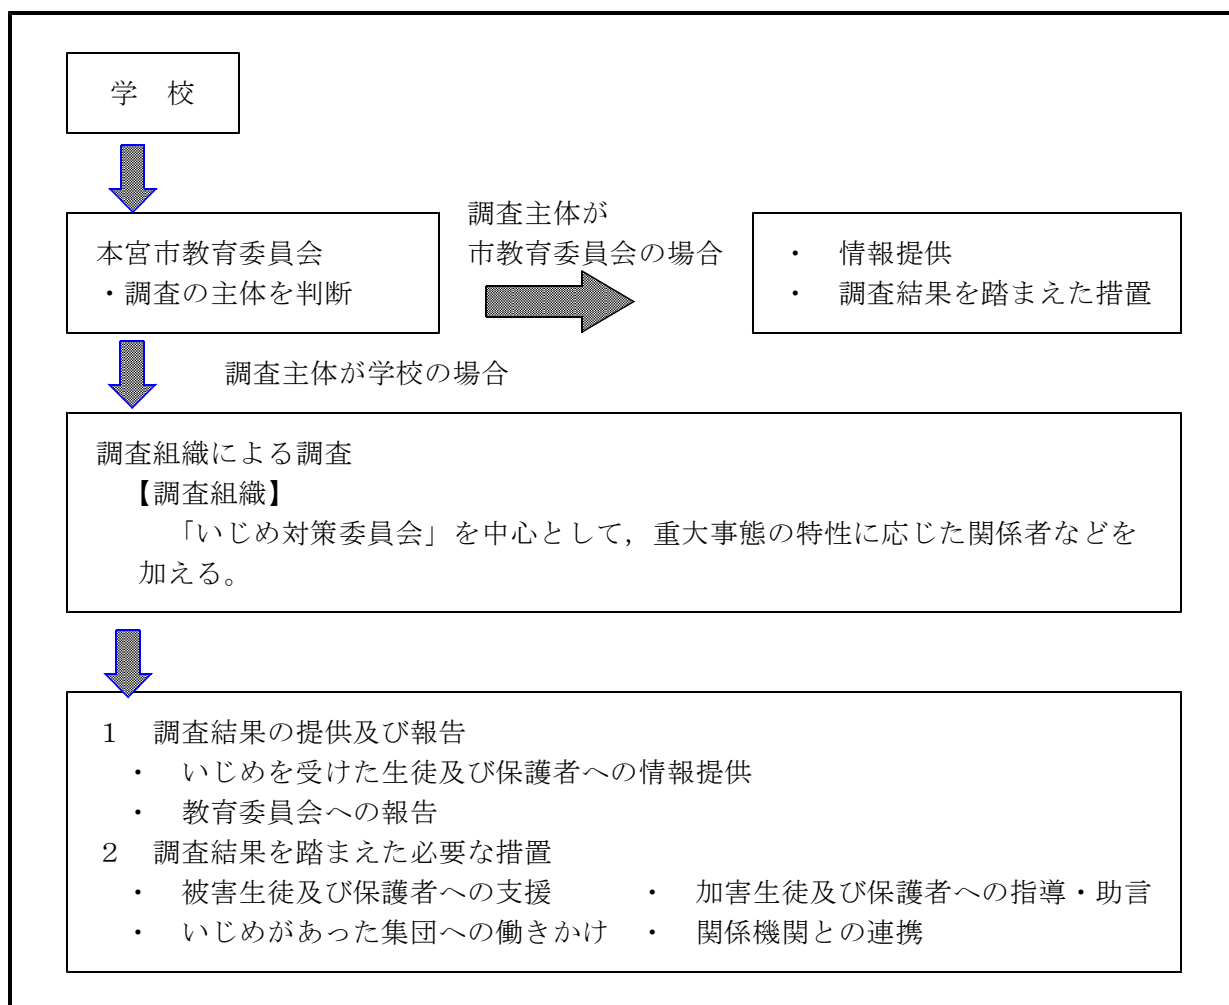 学　校
本宮市教育委員会
・調査の主体を判断
調査主体が
市教育委員会の場合
・　情報提供
・　調査結果を踏まえた措置
調査主体が学校の場合
調査組織による調査
【調査組織】
「いじめ対策委員会」を中心として，重大事態の特性に応じた関係者などを
加える。
１　調査結果の提供及び報告
・　いじめを受けた生徒及び保護者への情報提供
・　教育委員会への報告
２　調査結果を踏まえた必要な措置
・　被害生徒及び保護者への支援　　　・　加害生徒及び保護者への指導・助言
・　いじめがあった集団への働きかけ　・　関係機関との連携